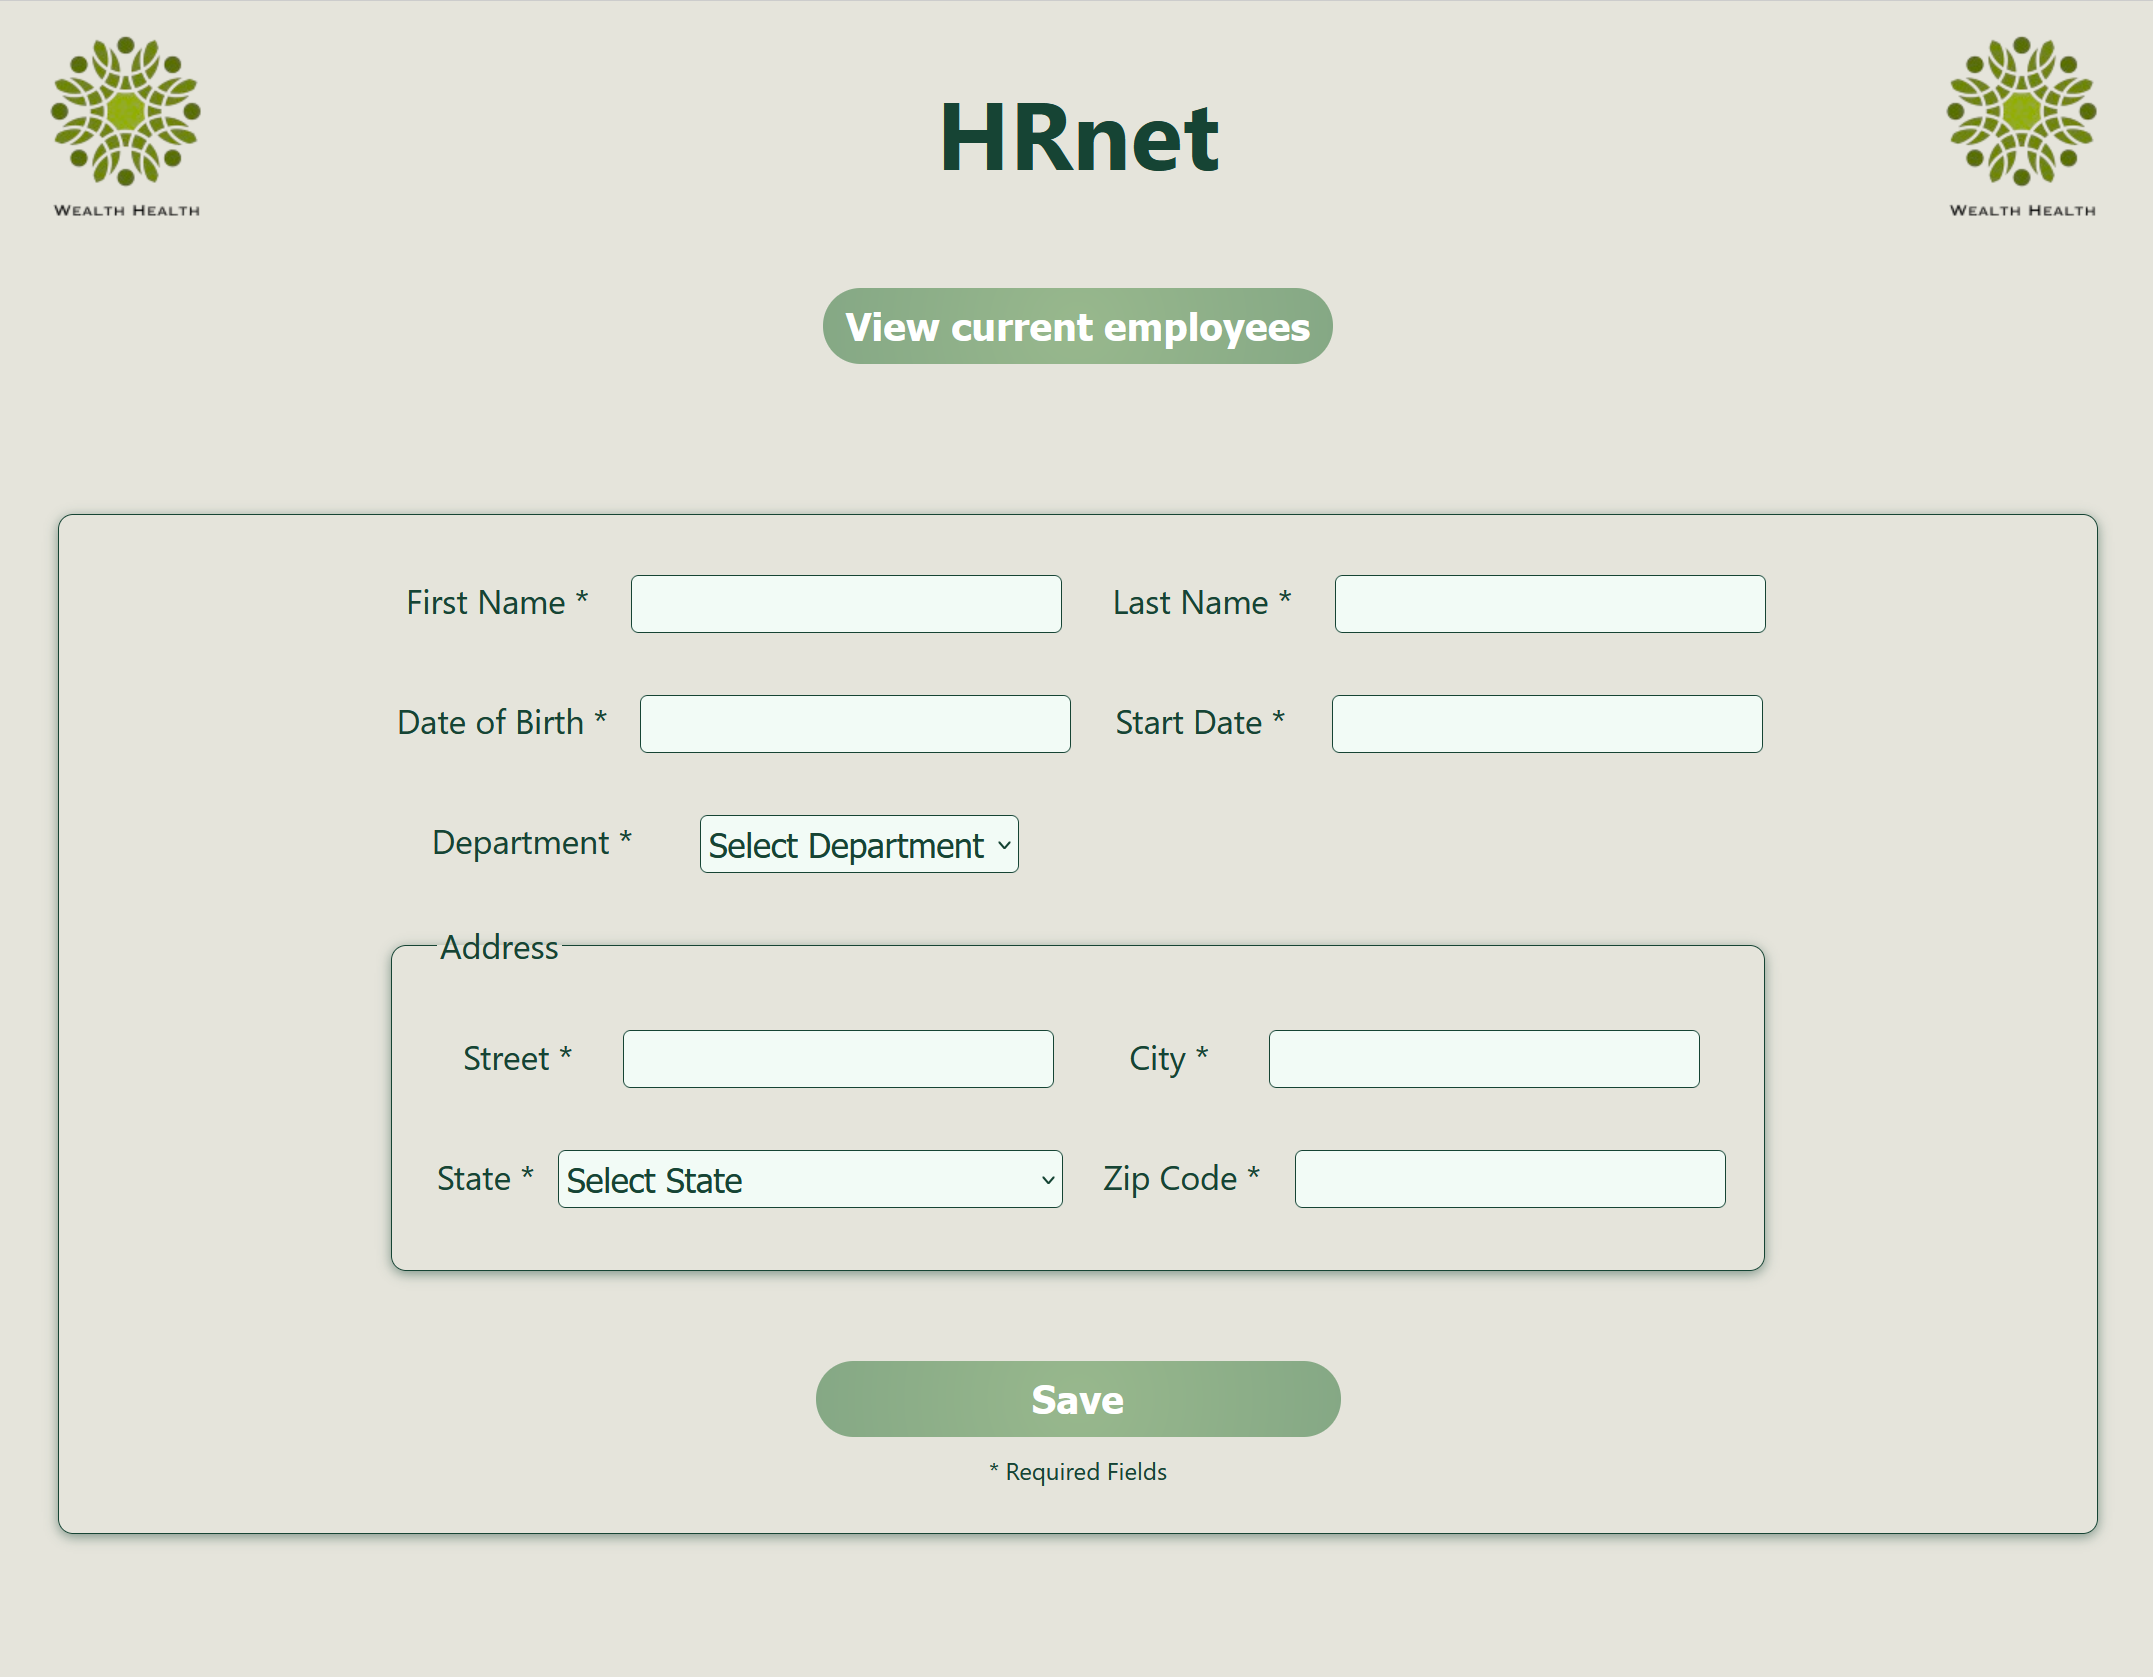 HRnet
WEALTH HEALTH
WEALTH HEALTH
View current employees
First Name *
Last Name *
Date of Birth *
Start Date *
Department *
Select Department
Address
Street *
City *
State *
Select State
Zip Code *
Save
* Required Fields